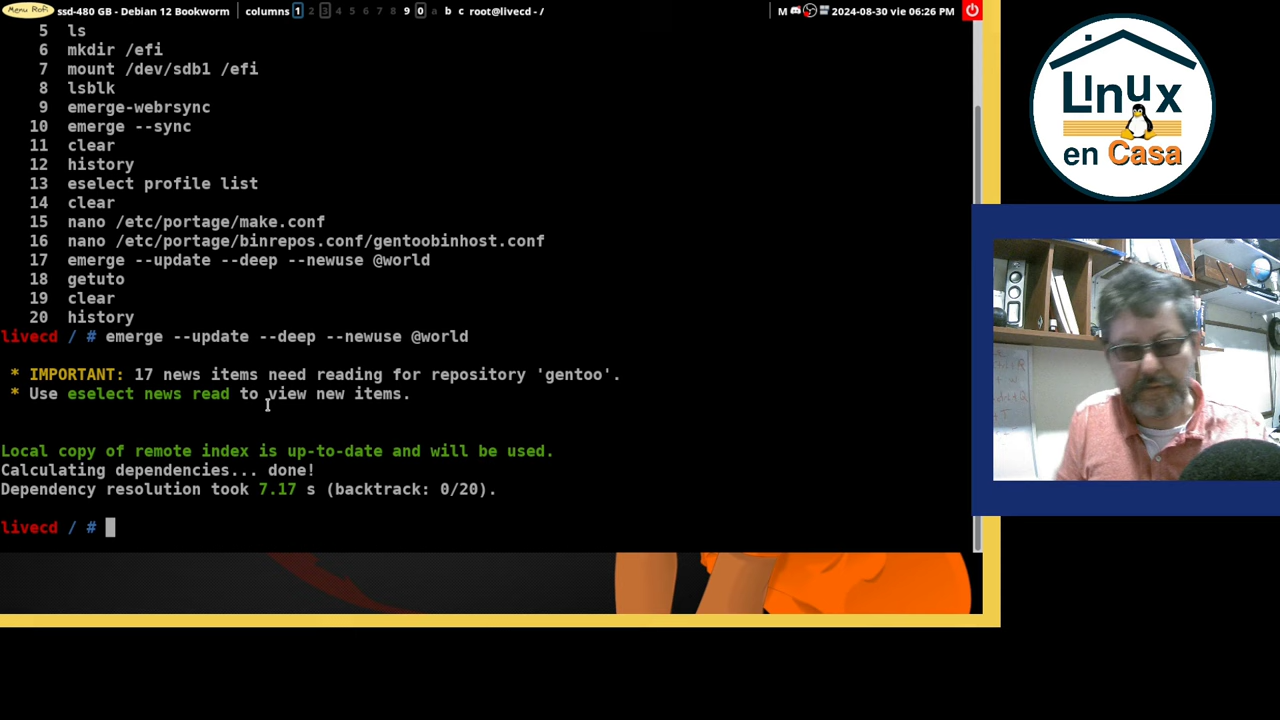 Menu Rofi ssd-480 GB - Debian 12 Bookworm columns 1 2 3 4 5 6 7 8 9 0 a b c root@livecd - / M 2024-08-30 vie 06:26 PM
5 ls
6 mkdir /efi
7 mount /dev/sdb1 /efi
8 lsblk
9 emerge-webrsync
10 emerge --sync
11 clear
12 history
13 eselect profile list
14 clear
15 nano /etc/portage/make.conf
16 nano /etc/portage/binrepos.conf/gentoobinhost.conf
17 emerge --update --deep --newuse @world
18 getuto
19 clear
20 history
livecd / # emerge --update --deep --newuse @world
* IMPORTANT: 17 news items need reading for repository 'gentoo'.
* Use eselect news read to view new items.
Local copy of remote index is up-to-date and will be used.
Calculating dependencies... done!
Dependency resolution took 7.17 s (backtrack: 0/20).
livecd / #
Linux
en Casa